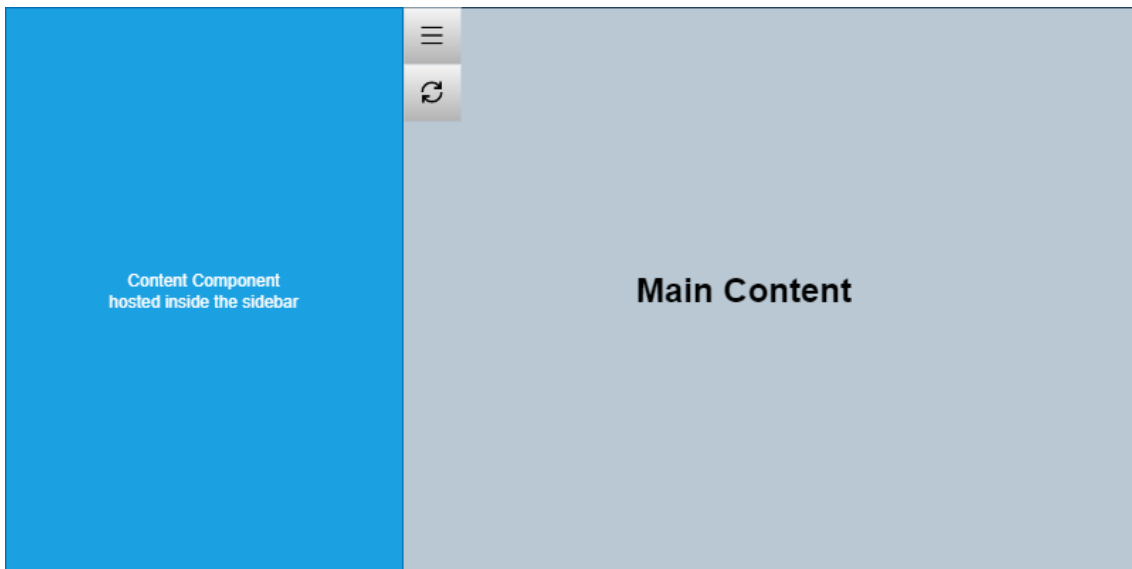 Content Component
hosted inside the sidebar
Main Content